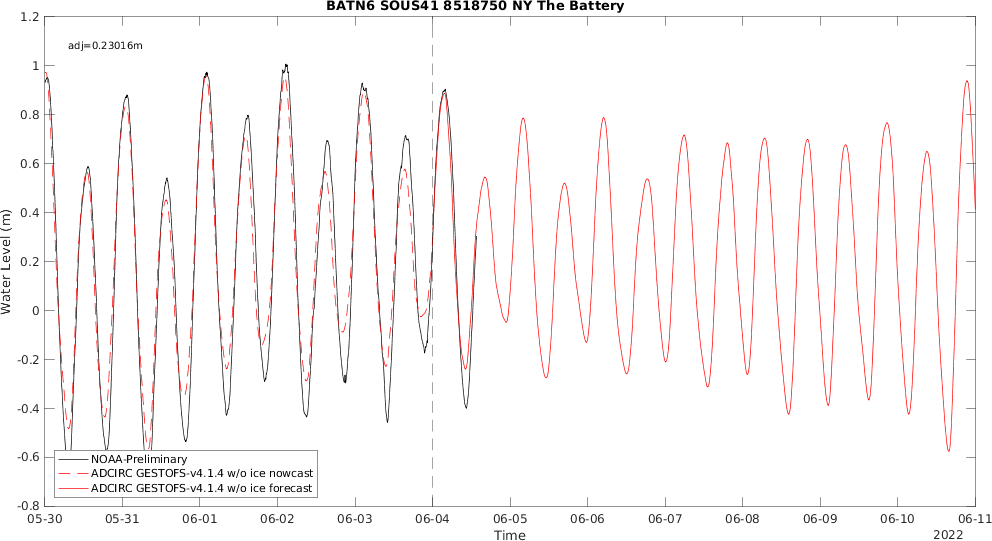 BATN6 SOUS41 8518750 NY The Battery
adj=0.23016m
1.2
1
0.8
0.6
0.4
0.2
0
-0.2
-0.4
-0.6
-0.8
Water Level (m)
NOAA-Preliminary
ADCIRC GESTOFS-v4.1.4 w/o ice nowcast
ADCIRC GESTOFS-v4.1.4 w/o ice forecast
05-30 05-31 06-01 06-02 06-03 06-04 06-05 06-06 06-07 06-08 06-09 06-10 06-11
Time
2022